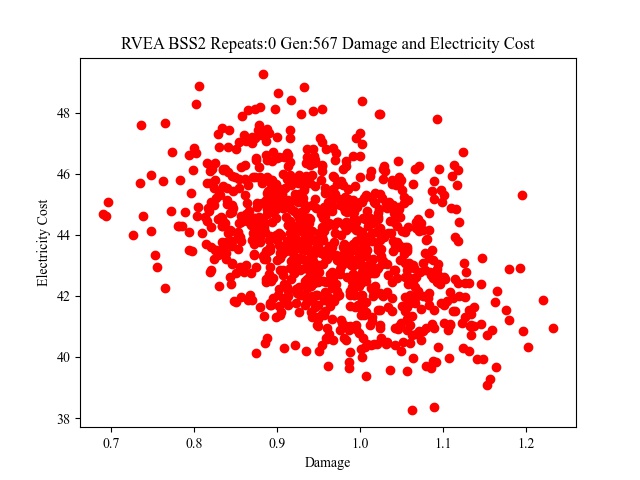 RVEA BSS2 Repeats:0 Gen:567 Damage and Electricity Cost
48
46
44
42
40
38
Electricity Cost
0.7 0.8 0.9 1.0 1.1 1.2
Damage